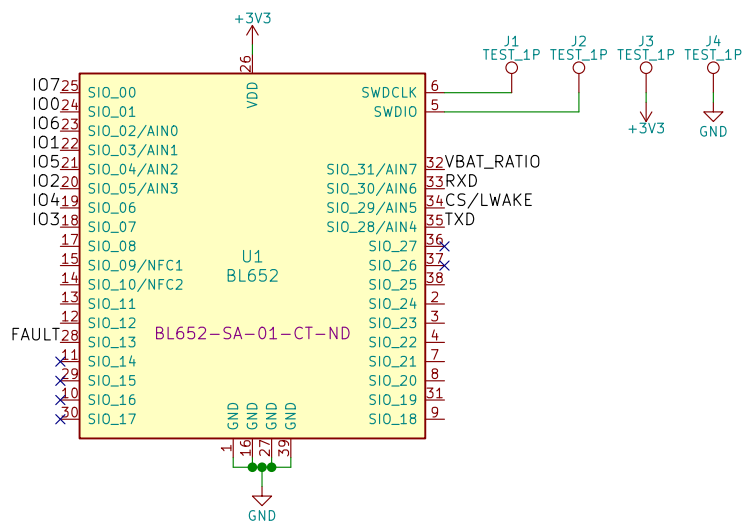 +3V3
J1
J2
J3
J4
TEST_1P
TEST_1P
TEST_1P
TEST_1P
26
VDD
IO7 25 SIO_00
IO0 24 SIO_01
IO6 23 SIO_02/AIN0
IO1 22 SIO_03/AIN1
IO5 21 SIO_04/AIN2
IO2 20 SIO_05/AIN3
IO4 19 SIO_06
IO3 18 SIO_07
17 SIO_08
15 SIO_09/NFC1
14 SIO_10/NFC2
13 SIO_11
12 SIO_12
FAULT 28 SIO_13
11 SIO_14
29 SIO_15
10 SIO_16
30 SIO_17
SWDCLK 6
SWDIO 5
+3V3
GND
SIO_31/AIN7 32 VBAT_RATIO
SIO_30/AIN6 33 RXD
SIO_29/AIN5 34 CS/LWAKE
SIO_28/AIN4 35 TXD
SIO_27 36
SIO_26 37
SIO_25 38
SIO_24 2
SIO_23 3
SIO_22 4
SIO_21 7
SIO_20 8
SIO_19 31
SIO_18 9
U1
BL652
BL652-SA-01-CT-ND
GND
GND
GND
GND
1
16
27
39
GND